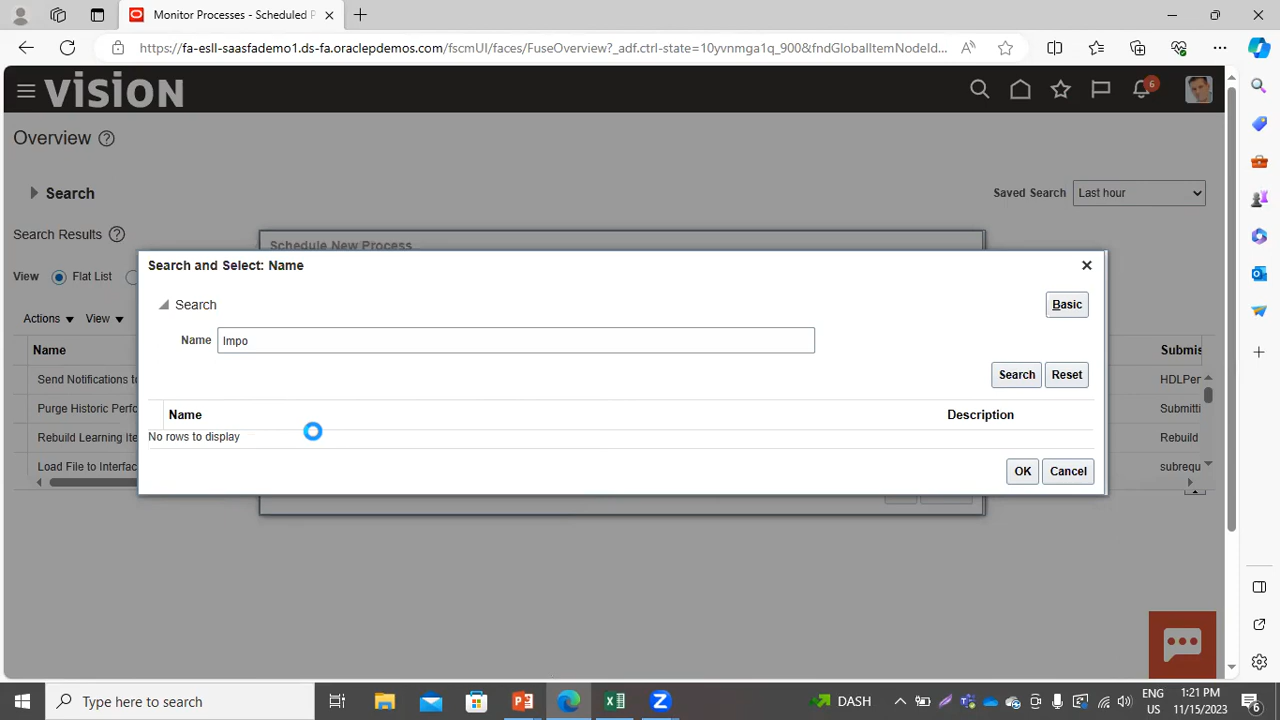 Monitor Processes - Scheduled P
https://fa-esll-saasfademo1.ds-fa.oraclepdemos.com/fscmUI/faces/FuseOverview?_adf.ctrl-state=10yvnmga1q_900&fndGlobalItemNodeId...
VISION
6
Overview
Search
Saved Search
Last hour
Search Results
Schedule New Process
View
Flat List
Search and Select: Name
Search
Basic
Name
Impo
Actions
View
Search
Reset
Name
Submis
Send Notifications to
HDLPer
Purge Historic Perfo
Submitti
Rebuild Learning Ite
Rebuild
Load File to Interfac
subrequ
Name
Description
No rows to display
OK
Cancel
Type here to search
DASH
ENG
US
1:21 PM
11/15/2023
6